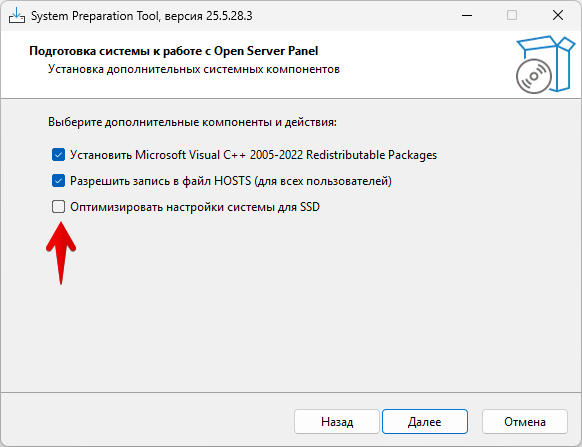 System Preparation Tool, версия 25.5.28.3
Подготовка системы к работе с Open Server Panel
Установка дополнительных системных компонентов
Выберите дополнительные компоненты и действия:
Установить Microsoft Visual C++ 2005-2022 Redistributable Packages
Разрешить запись в файл HOSTS (для всех пользователей)
Оптимизировать настройки системы для SSD
Назад Далее Отмена